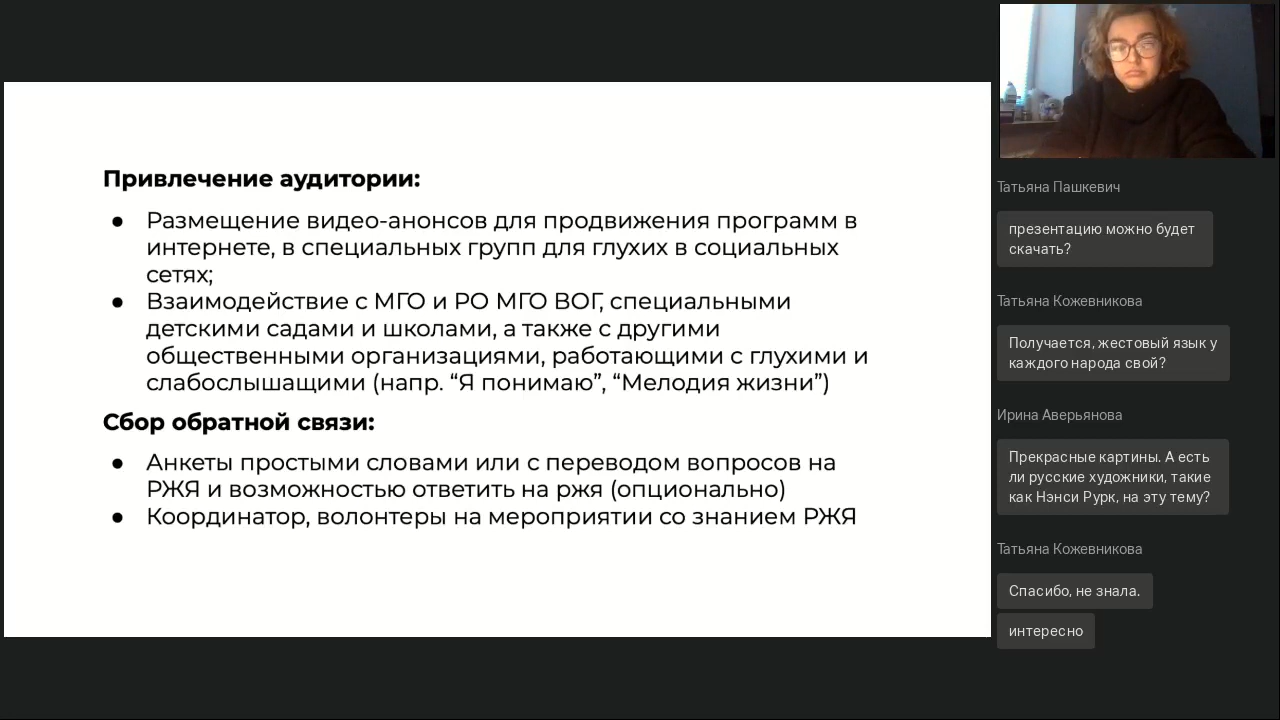 Привлечение аудитории:
● Размещение видео-анонсов для продвижения программ в
интернете, в специальных групп для глухих в социальных
сетях;
● Взаимодействие с МГО и РО МГО ВОГ, специальными
детскими садами и школами, а также с другими
общественными организациями, работающими с глухими и
слабослышащими (напр. “Я понимаю”, “Мелодия жизни”)
Сбор обратной связи:
● Анкеты простыми словами или с переводом вопросов на
РЖЯ и возможностью ответить на ржя (опционально)
● Координатор, волонтеры на мероприятии со знанием РЖЯ
Татьяна Пашкевич
презентацию можно будет
скачать?
Татьяна Кожевникова
Получается, жестовый язык у
каждого народа свой?
Ирина Аверьянова
Прекрасные картины. А есть
ли русские художники, такие
как Нэнси Рурк, на эту тему?
Татьяна Кожевникова
Спасибо, не знала.
интересно